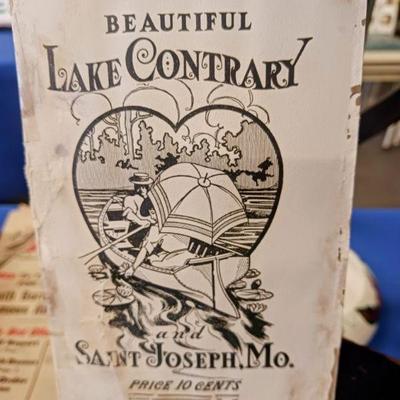 BEAUTIFUL
LAKE CONTRARY
and
SAINT JOSEPH, MO.
PRICE 10 CENTS